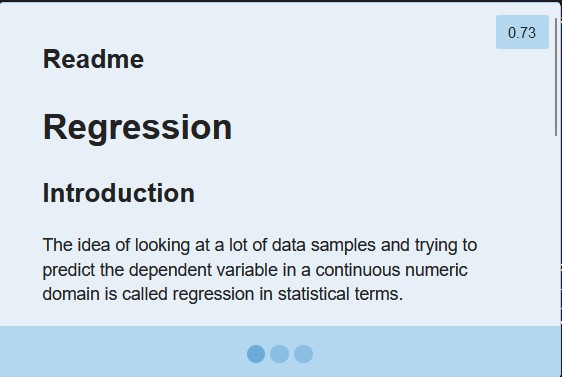 0.73
Readme
Regression
Introduction
The idea of looking at a lot of data samples and trying to
predict the dependent variable in a continuous numeric
domain is called regression in statistical terms.